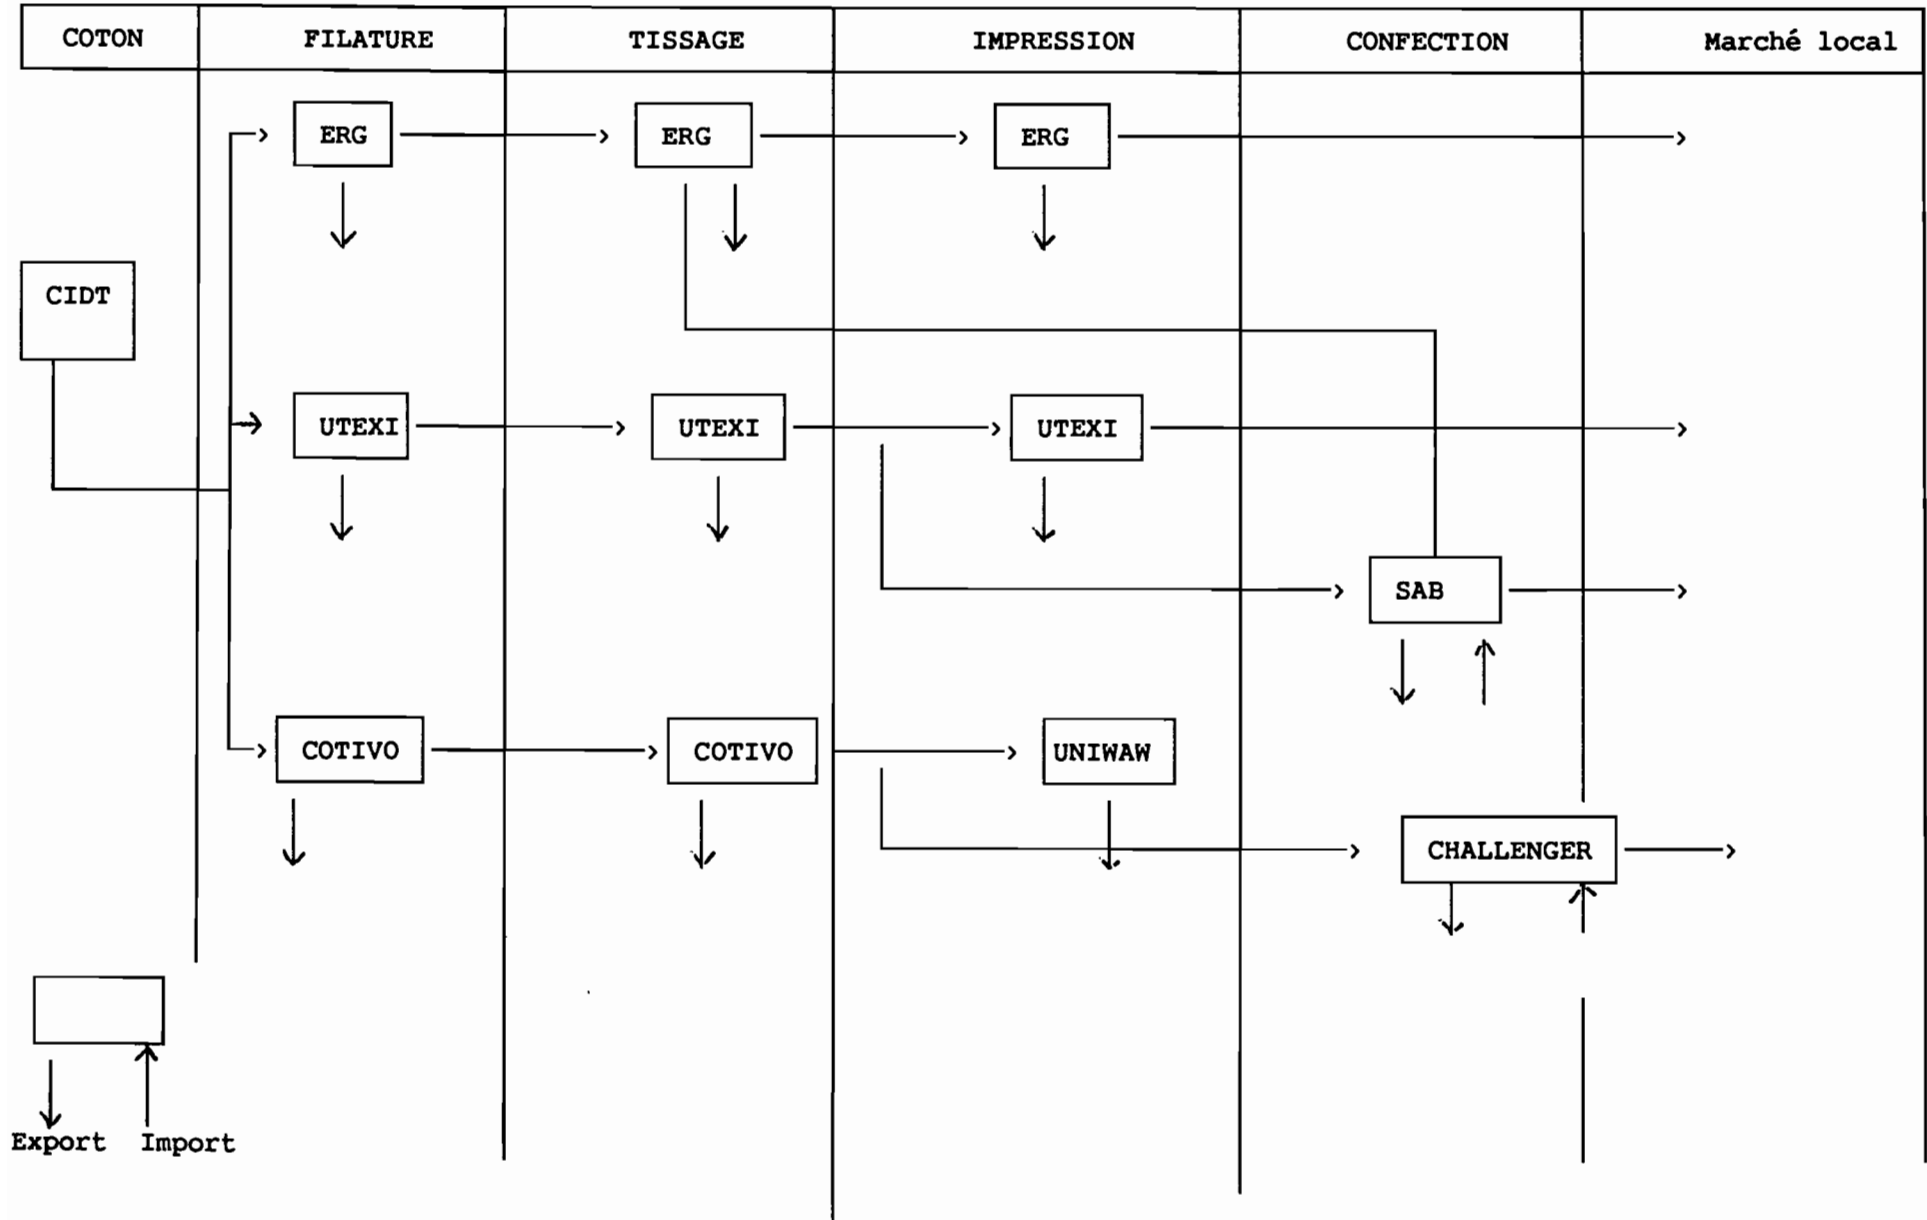 COTON FILATURE TISSAGE IMPRESSION CONFECTION Marché local
ERG ERG ERG
CIDT
UTEXI UTEXI UTEXI
SAB
COTIVO COTIVO UNIWAW
CHALLENGER
Export Import